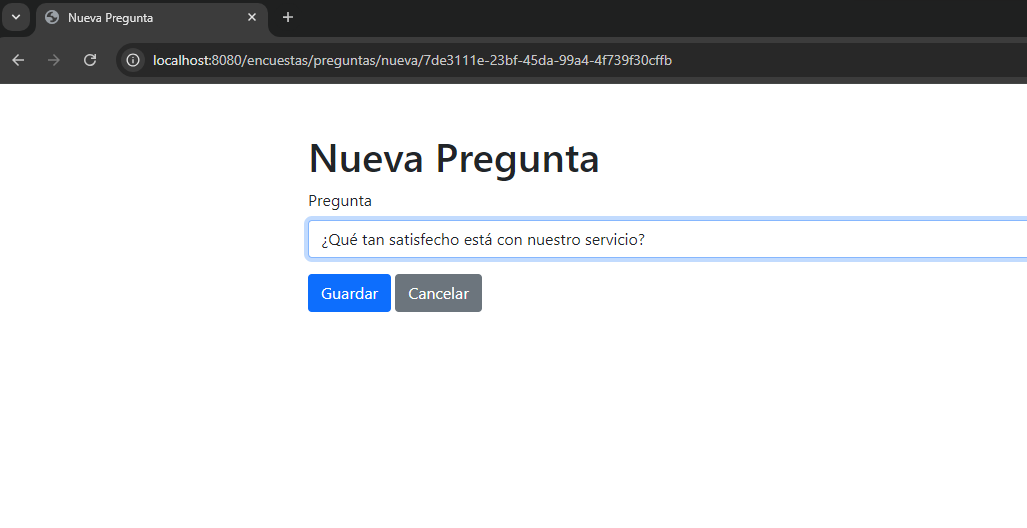 Nueva Pregunta
localhost:8080/encuestas/preguntas/nueva/7de3111e-23bf-45da-99a4-4f739f30cffb
Nueva Pregunta
Pregunta
¿Qué tan satisfecho está con nuestro servicio?
Guardar Cancelar